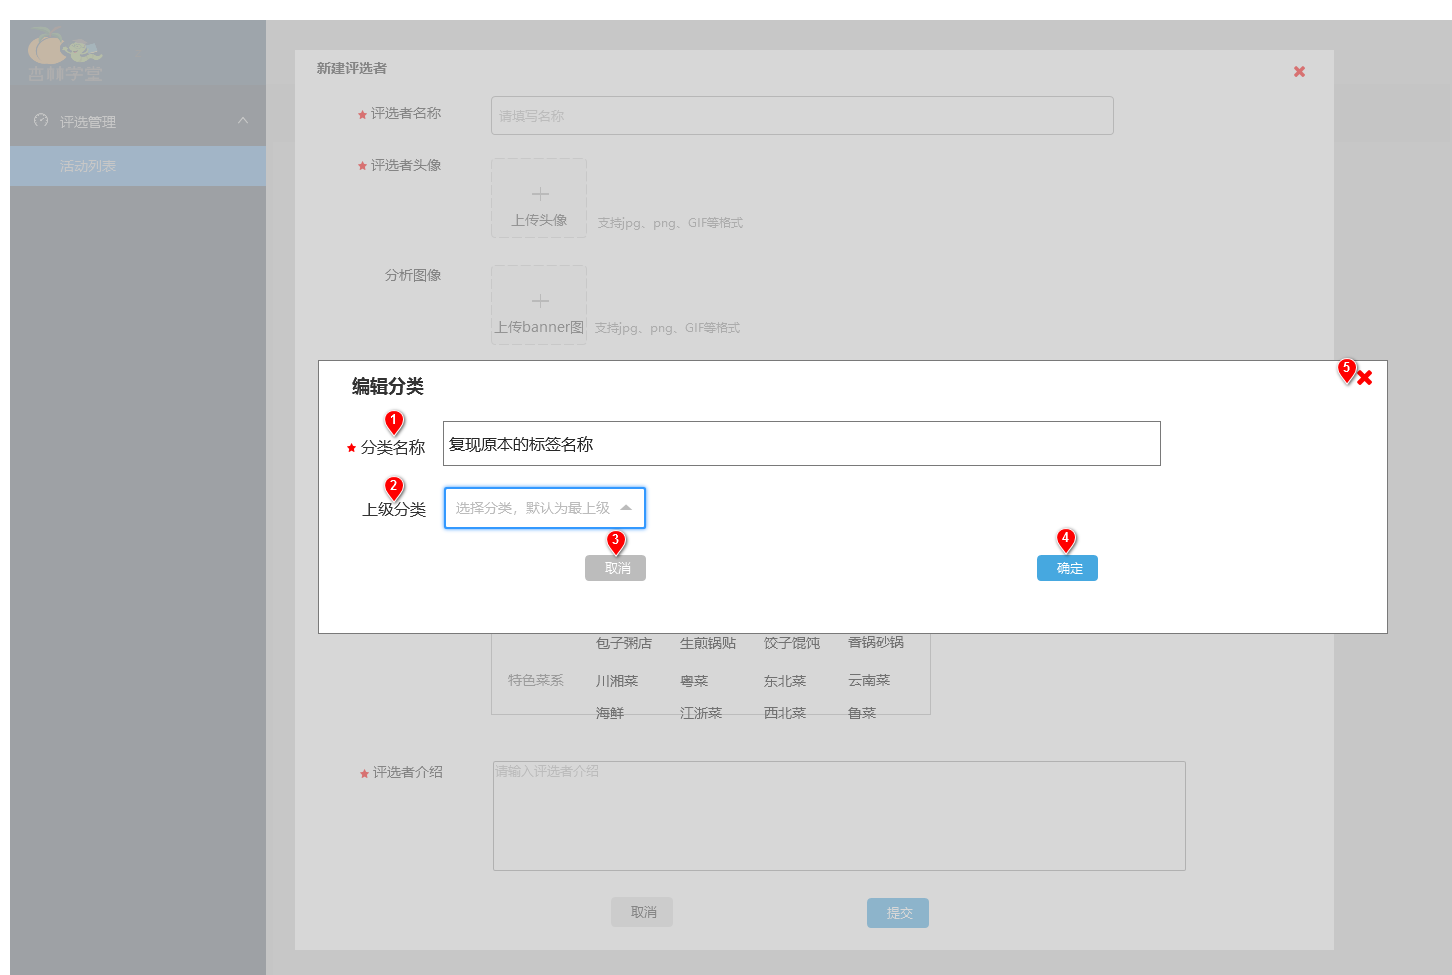 杏林学堂
新建评选者
评选管理
活动列表
★ 评选者名称
请填写名称
★ 评选者头像
上传头像
支持jpg、png、GIF等格式
分析图像
上传banner图
支持jpg、png、GIF等格式
编辑分类
5
1
★ 分类名称
复现原本的标签名称
2
上级分类
选择分类，默认为最上级
3
取消
4
确定
包子粥店 生煎锅贴 饺子馄饨 香锅砂锅
特色菜系 川湘菜 粤菜 东北菜 云南菜
海鲜 江浙菜 西北菜 鲁菜
★ 评选者介绍
请输入评选者介绍
取消
提交